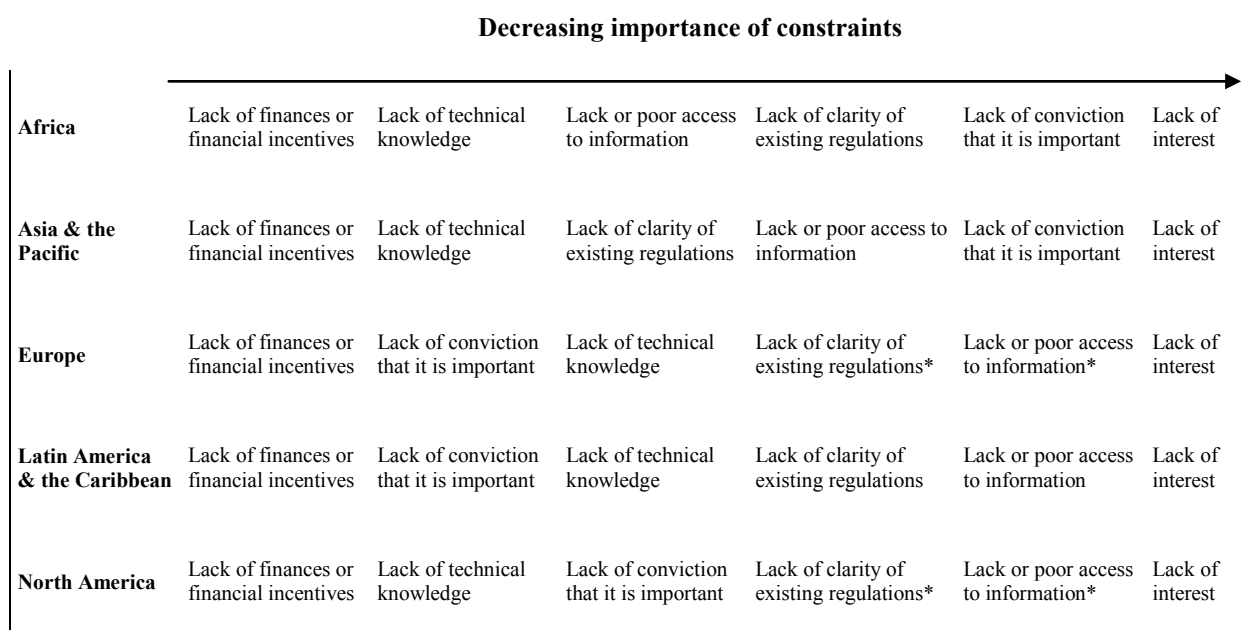 Decreasing importance of constraints
Africa
Lack of finances or
financial incentives
Lack of technical
knowledge
Lack or poor access
to information
Lack of clarity of
existing regulations
Lack of conviction
that it is important
Lack of
interest
Asia & the
Pacific
Lack of finances or
financial incentives
Lack of technical
knowledge
Lack of clarity of
existing regulations
Lack or poor access to
information
Lack of conviction
that it is important
Lack of
interest
Europe
Lack of finances or
financial incentives
Lack of conviction
that it is important
Lack of technical
knowledge
Lack of clarity of
existing regulations*
Lack or poor access
to information*
Lack of
interest
Latin America
& the Caribbean
Lack of finances or
financial incentives
Lack of conviction
that it is important
Lack of technical
knowledge
Lack of clarity of
existing regulations
Lack or poor access
to information
Lack of
interest
North America
Lack of finances or
financial incentives
Lack of technical
knowledge
Lack of conviction
that it is important
Lack of clarity of
existing regulations*
Lack or poor access
to information*
Lack of
interest